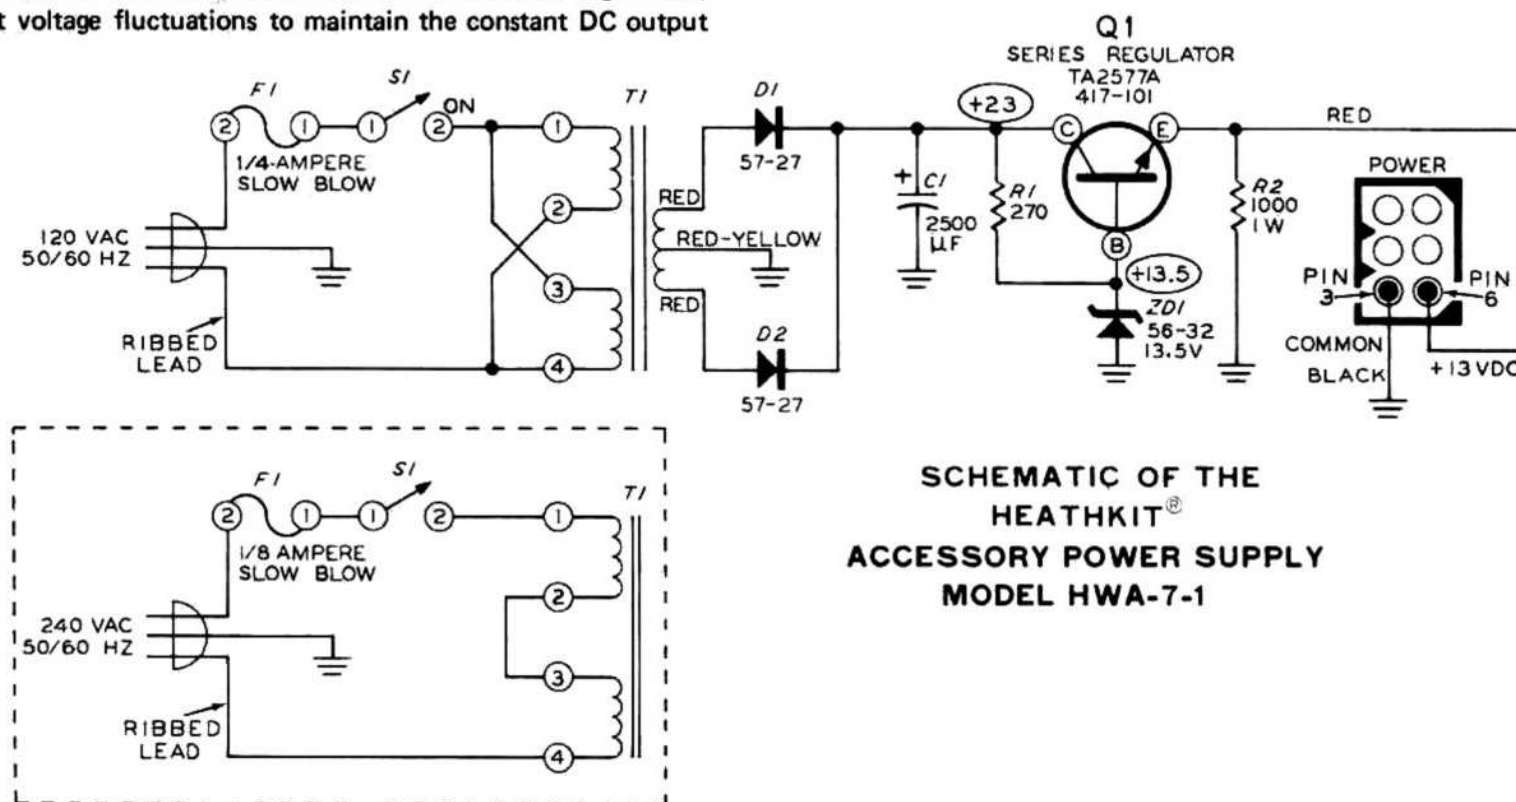 t voltage fluctuations to maintain the constant DC output
Q1
SERIES REGULATOR
TA2577A
417-101
F1
S1
ON
T1
D1
+23
RED
2
1
1
2
1
C
E
1/4-AMPERE
SLOW BLOW
57-27
POWER
+
C1
2500
µF
R1
270
R2
1000
1W
2
RED
120 VAC
50/60 HZ
RED-YELLOW
B
+13.5
PIN
3
PIN
6
3
RED
ZD1
56-32
13.5V
RIBBED
LEAD
D2
COMMON
BLACK
+13VDC
4
57-27
F1
S1
T1
2
1
1
2
1
1/8 AMPERE
SLOW BLOW
2
240 VAC
50/60 HZ
3
RIBBED
LEAD
4
SCHEMATIC OF THE
HEATHKIT®
ACCESSORY POWER SUPPLY
MODEL HWA-7-1